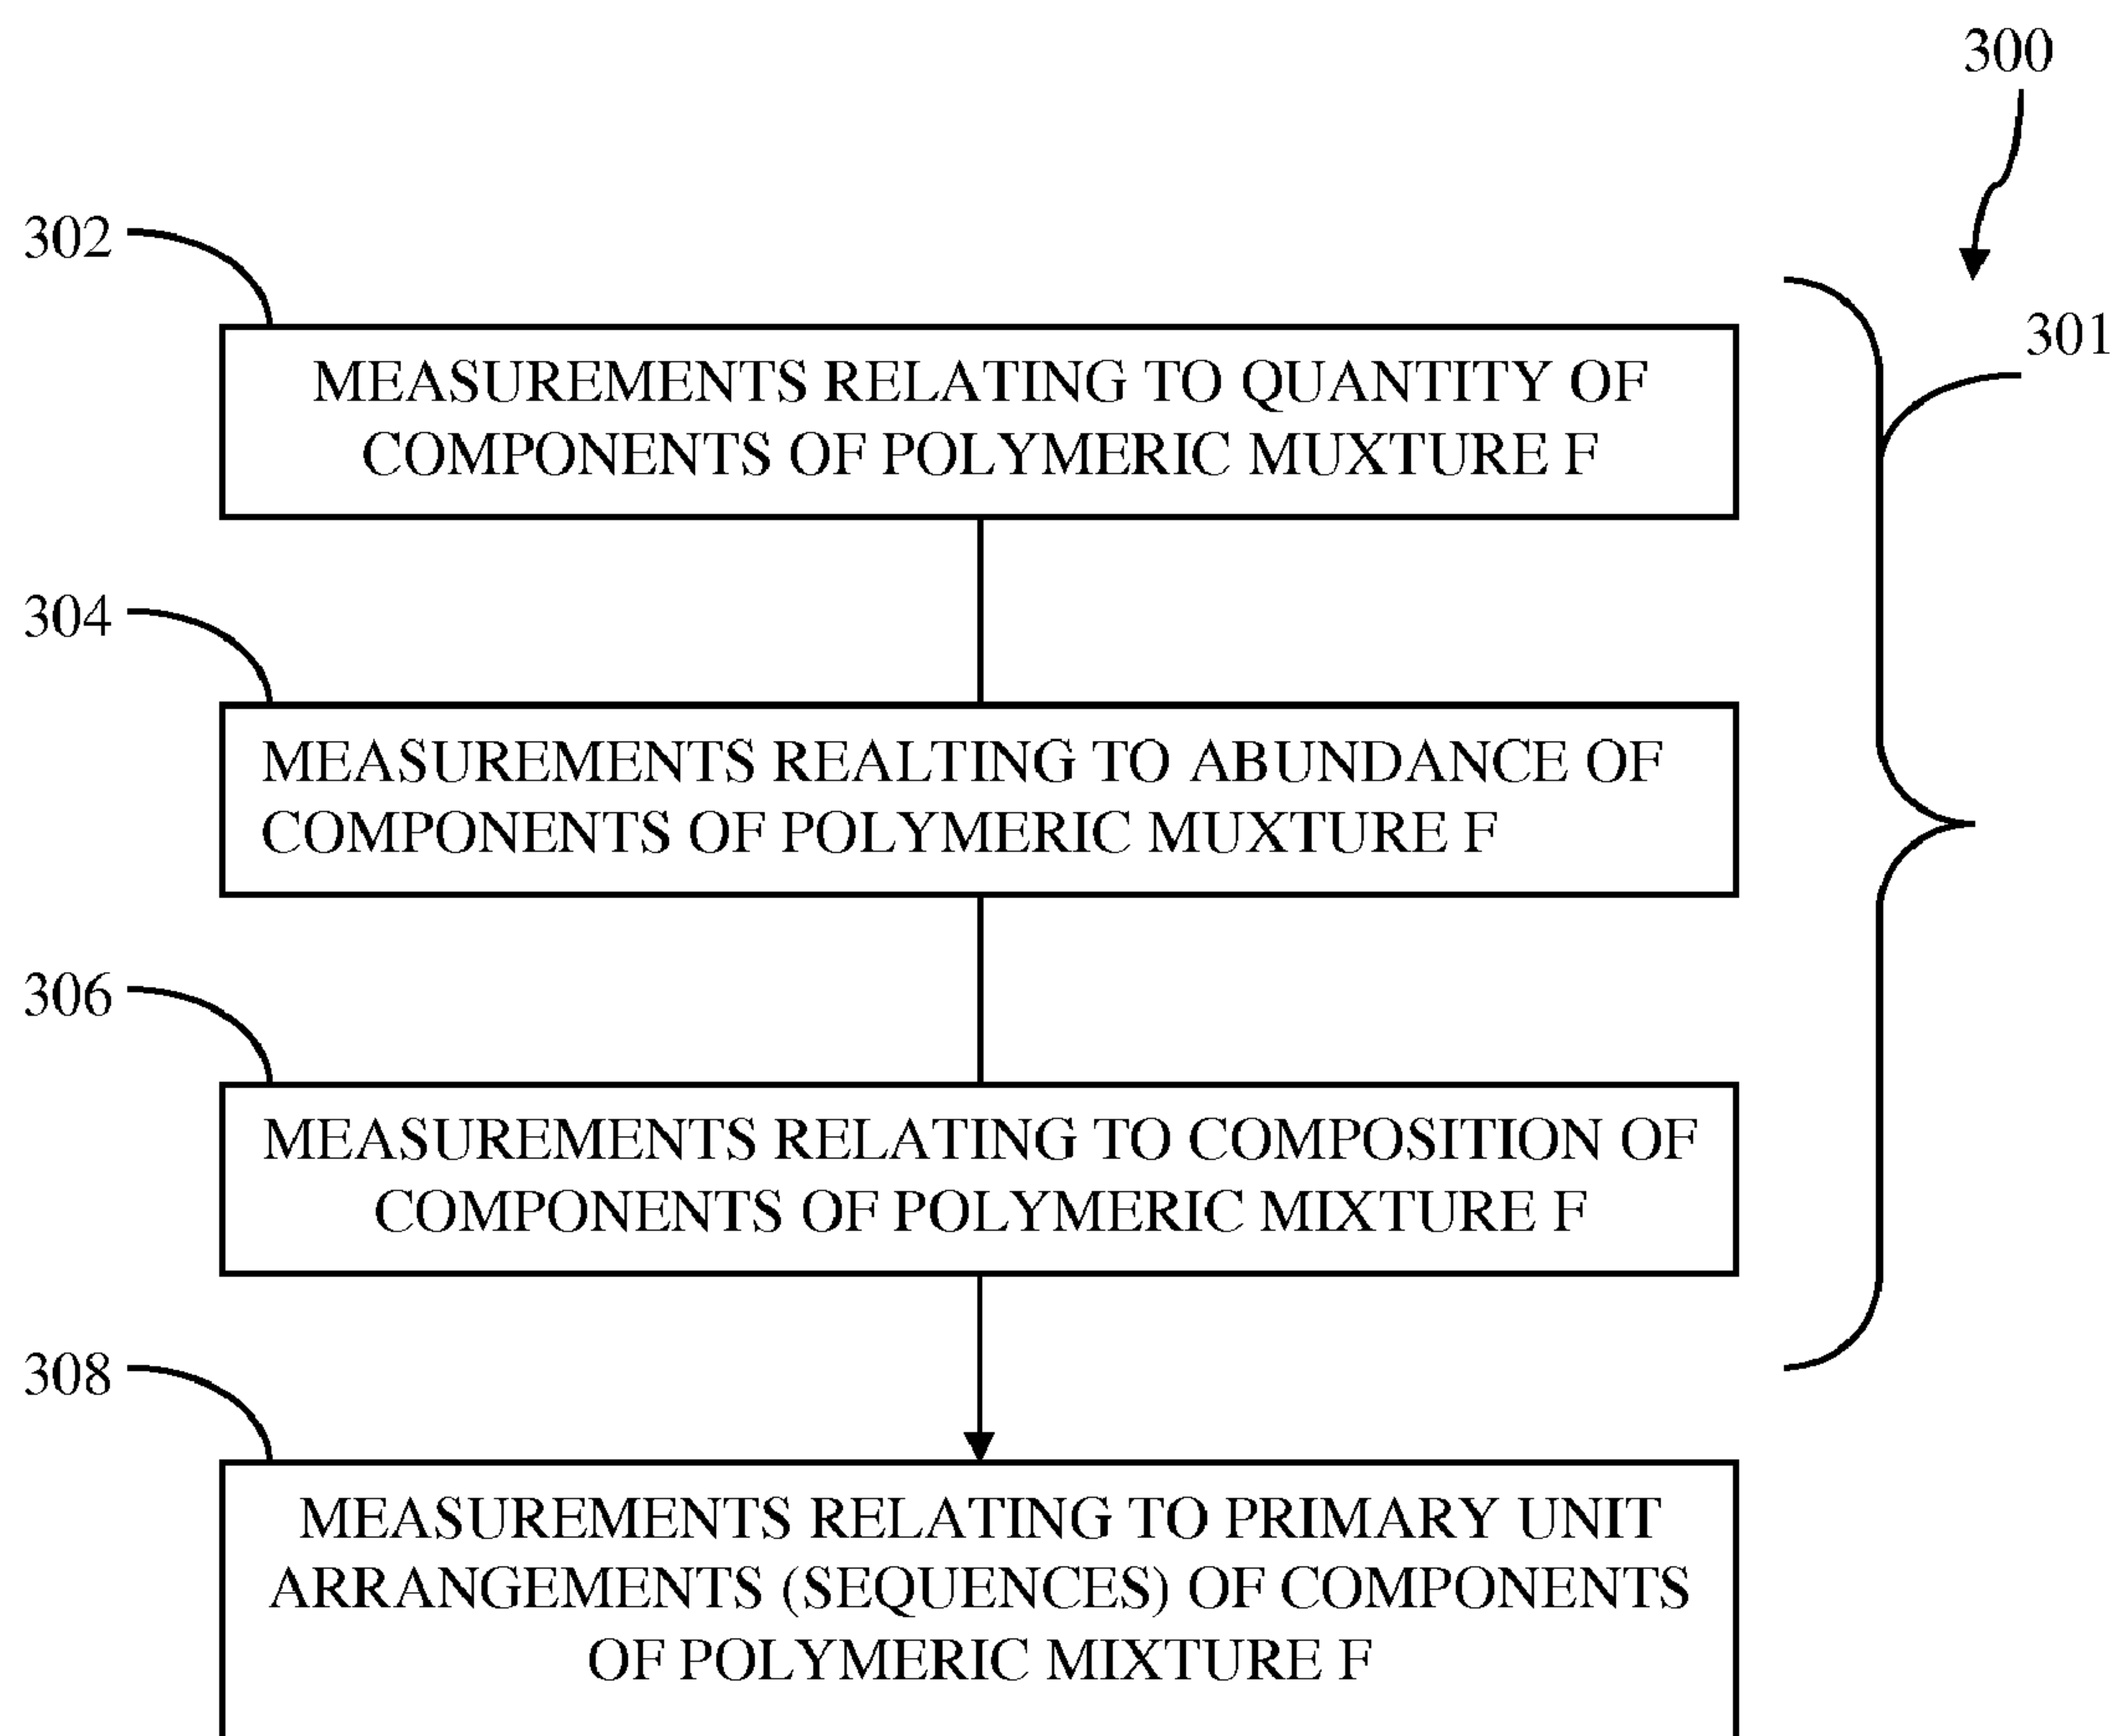 300
302
301
MEASUREMENTS RELATING TO QUANTITY OF
COMPONENTS OF POLYMERIC MUXTURE F
304
MEASUREMENTS REALTING TO ABUNDANCE OF
COMPONENTS OF POLYMERIC MUXTURE F
306
MEASUREMENTS RELATING TO COMPOSITION OF
COMPONENTS OF POLYMERIC MIXTURE F
308
MEASUREMENTS RELATING TO PRIMARY UNIT
ARRANGEMENTS (SEQUENCES) OF COMPONENTS
OF POLYMERIC MIXTURE F